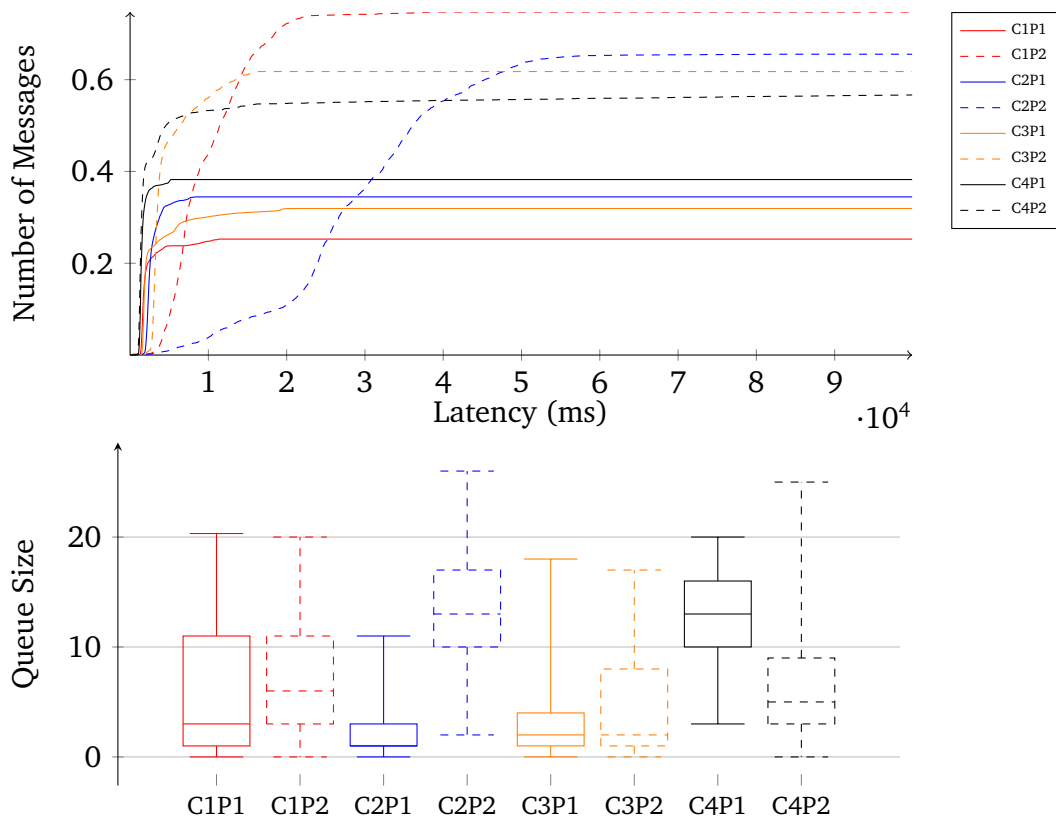 Number of Messages
0.6
0.4
0.2
1 2 3 4 5 6 7 8 9
Latency (ms)
·10⁴
C1P1
C1P2
C2P1
C2P2
C3P1
C3P2
C4P1
C4P2
Queue Size
20
10
0
C1P1 C1P2 C2P1 C2P2 C3P1 C3P2 C4P1 C4P2